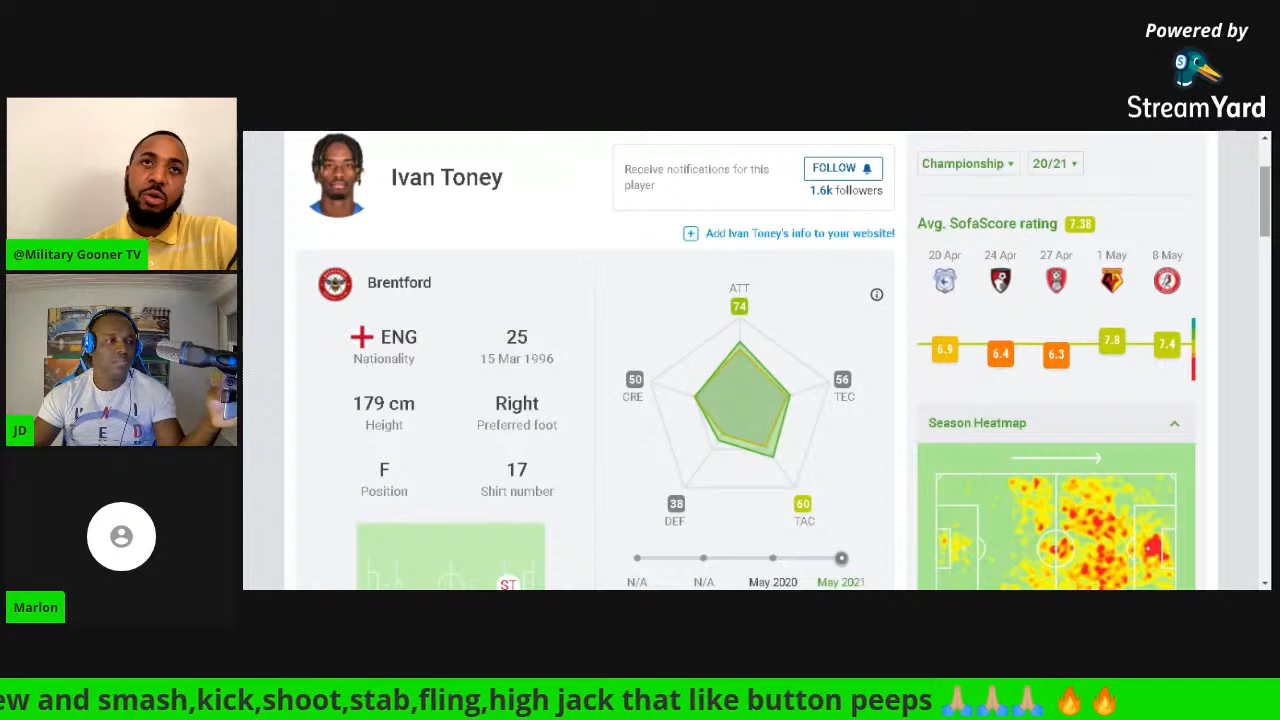 Powered by
StreamYard
@Military Gooner TV
JD
Marlon
Ivan Toney
Receive notifications for this
player
FOLLOW
1.6k followers
Add Ivan Toney's info to your website!
Brentford
ENG
Nationality
25
15 Mar 1996
179 cm
Height
Right
Preferred foot
F
Position
17
Shirt number
ST
ATT
74
50
CRE
56
TEC
38
DEF
60
TAC
N/A
N/A
May 2020
May 2021
Championship
20/21
Avg. SofaScore rating 7.38
20 Apr
24 Apr
27 Apr
1 May
8 May
6.9
6.4
6.3
7.8
7.4
Season Heatmap
ew and smash,kick,shoot,stab,fling,high jack that like button peeps 🙏🏼🙏🏼🙏🏼 🔥🔥